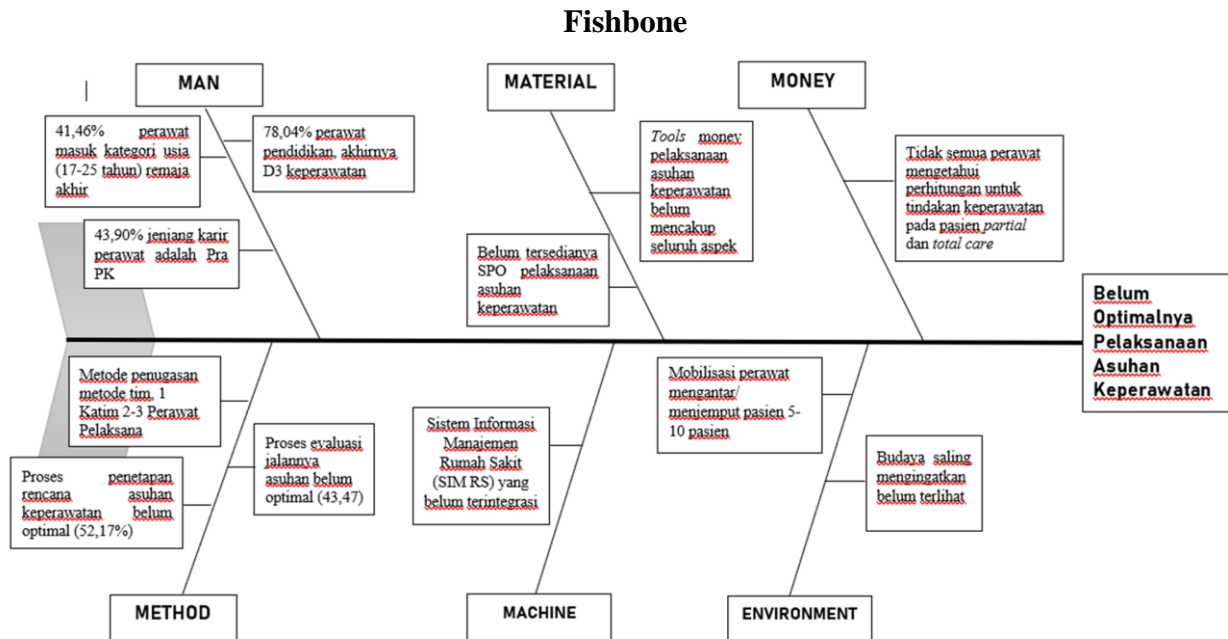 Fishbone
MAN
MATERIAL
MONEY
41,46% perawat
masuk kategori usia
(17-25 tahun) remaja
akhir
78,04% perawat
pendidikan, akhirnya
D3 keperawatan
43,90% jenjang karir
perawat adalah Pra
PK
Tools money
pelaksanaan
asuhan
keperawatan
belum
mencakup
seluruh aspek
Belum tersedianya
SPO pelaksanaan
asuhan
keperawatan
Tidak semua perawat
mengetahui
perhitungan untuk
tindakan keperawatan
pada pasien partial
dan total care
Belum
Optimalnya
Pelaksanaan
Asuhan
Keperawatan
Metode penugasan
metode tim, 1
Katim 2-3 Perawat
Pelaksana
Proses penetapan
rencana asuhan
keperawatan belum
optimal (52,17%)
Proses evaluasi
jalannya
asuhan belum
optimal (43,47)
Sistem Informasi
Manajemen
Rumah Sakit
(SIM RS) yang
belum terintegrasi
Mobilisasi perawat
mengantar/
menjemput pasien 5-
10 pasien
Budaya saling
mengingatkan
belum terlihat
METHOD
MACHINE
ENVIRONMENT